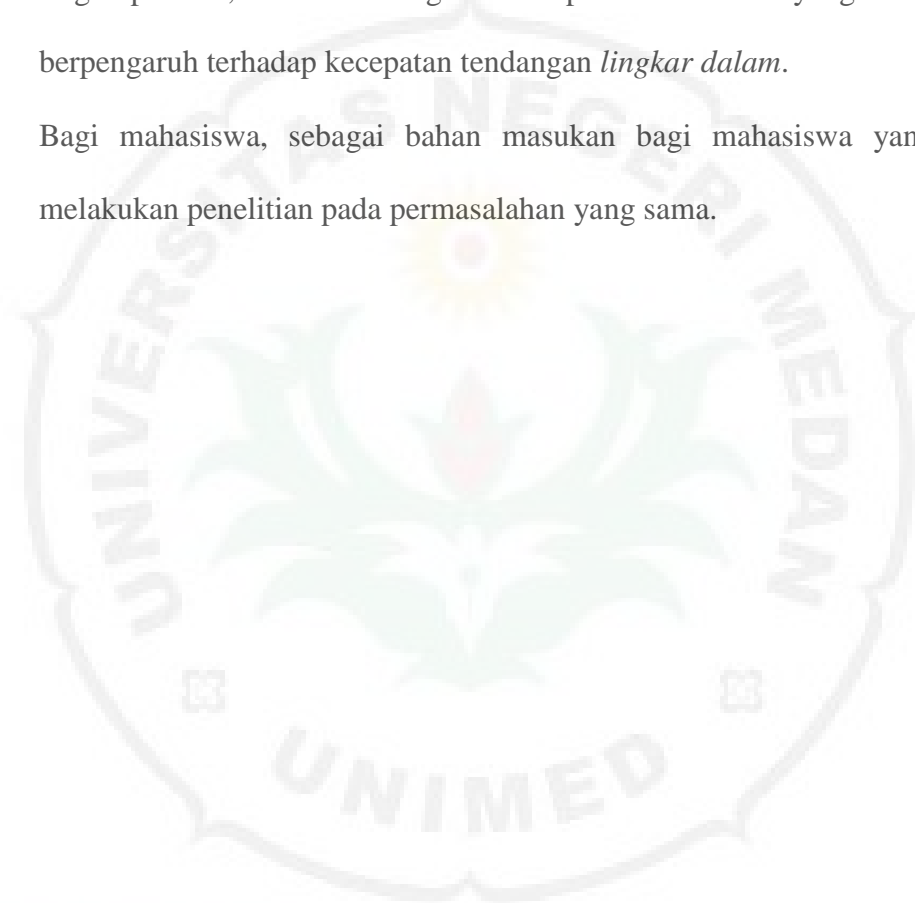 berpengaruh terhadap kecepatan tendangan lingkar dalam.
Bagi mahasiswa, sebagai bahan masukan bagi mahasiswa yan
melakukan penelitian pada permasalahan yang sama.
UNIVERSITAS NEGERI MEDAN
UNIMED